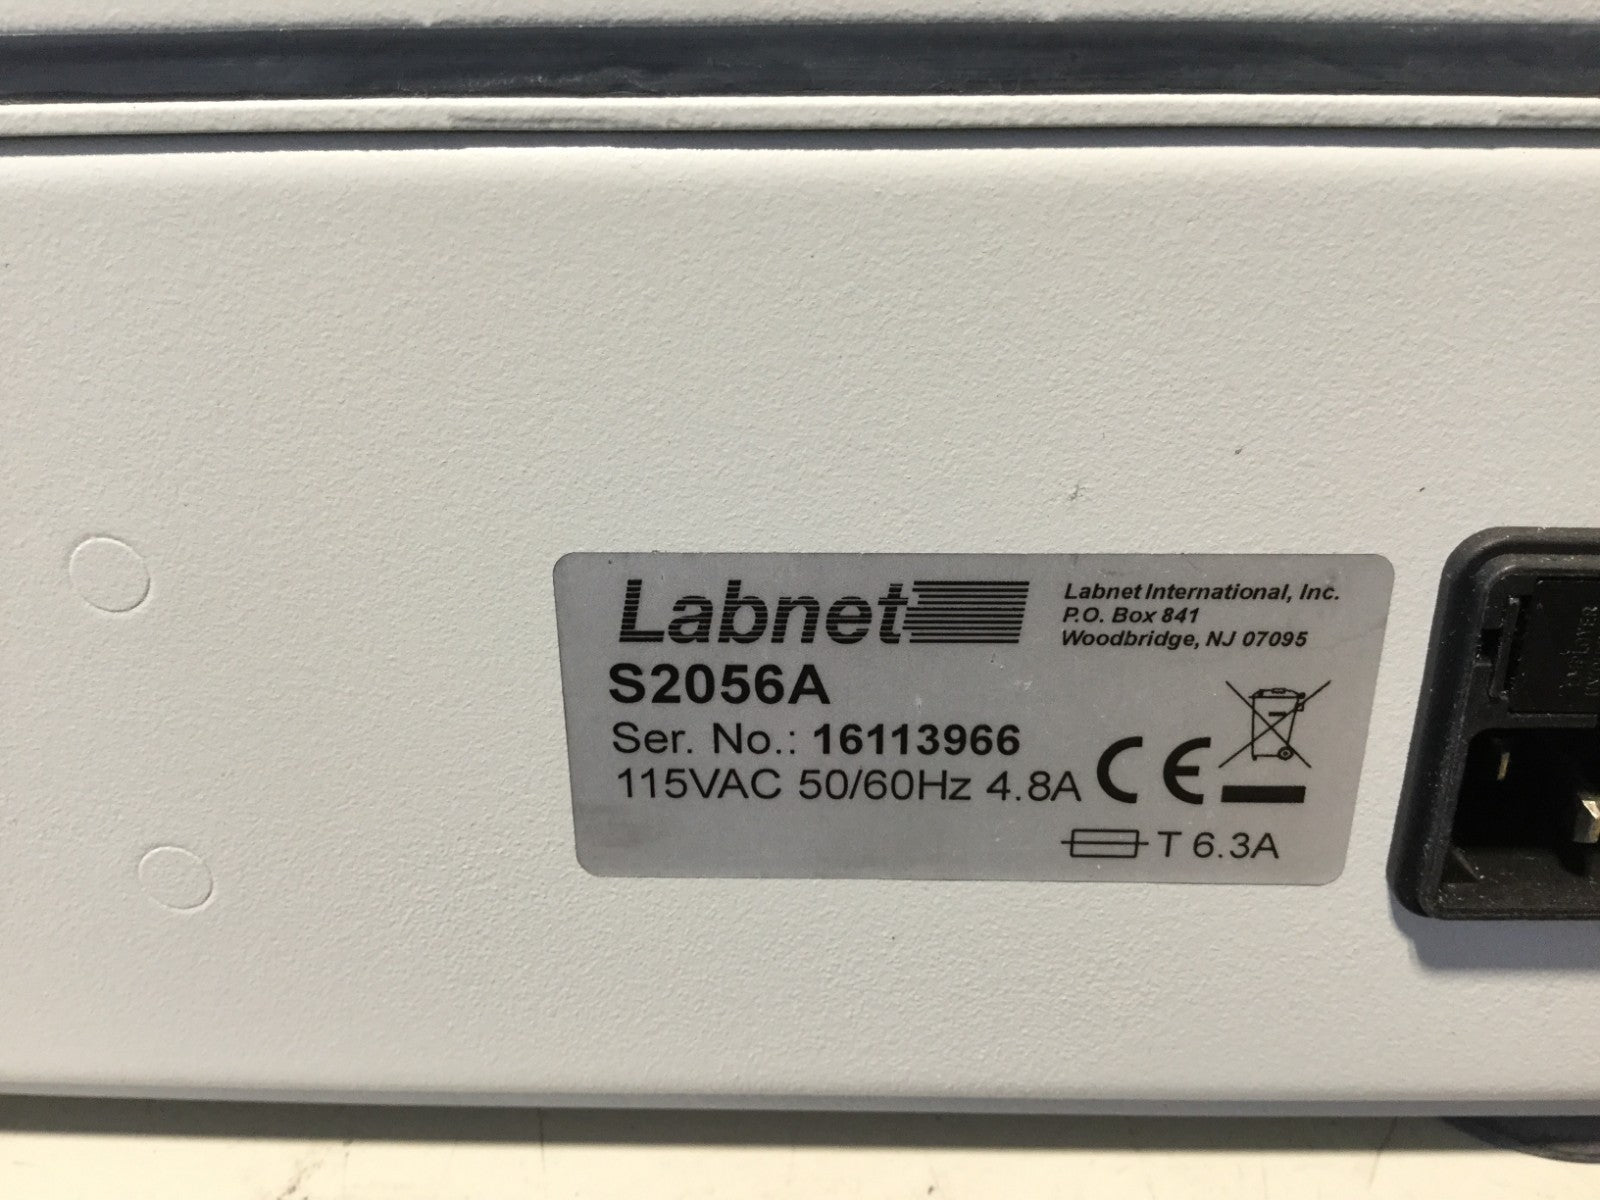 Labnet
Labnet International, Inc.
P.O. Box 841
Woodbridge, NJ 07095
S2056A
Ser. No.: 16113966
115VAC 50/60Hz 4.8A
CE
T 6.3A